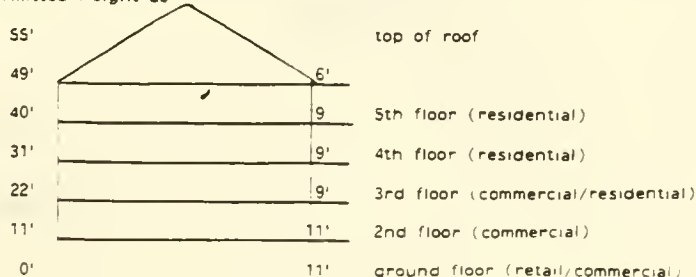 55' top of roof
49' 6'
40' 9 5th floor (residential)
31' 9' 4th floor (residential)
22' 9' 3rd floor (commercial/residential)
11' 11' 2nd floor (commercial)
0' 11' ground floor (retail/commercial)